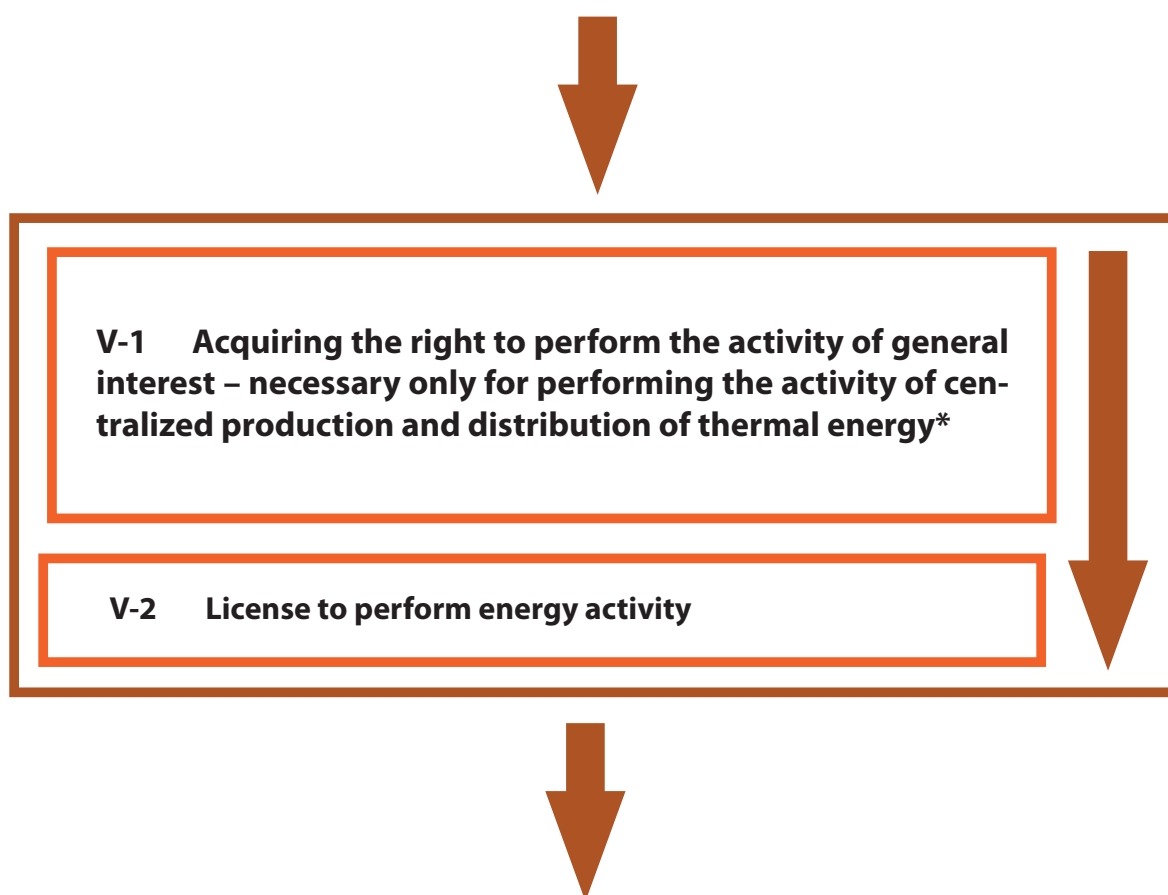 V-1 Acquiring the right to perform the activity of general
interest – necessary only for performing the activity of cen-
tralized production and distribution of thermal energy*
V-2 License to perform energy activity